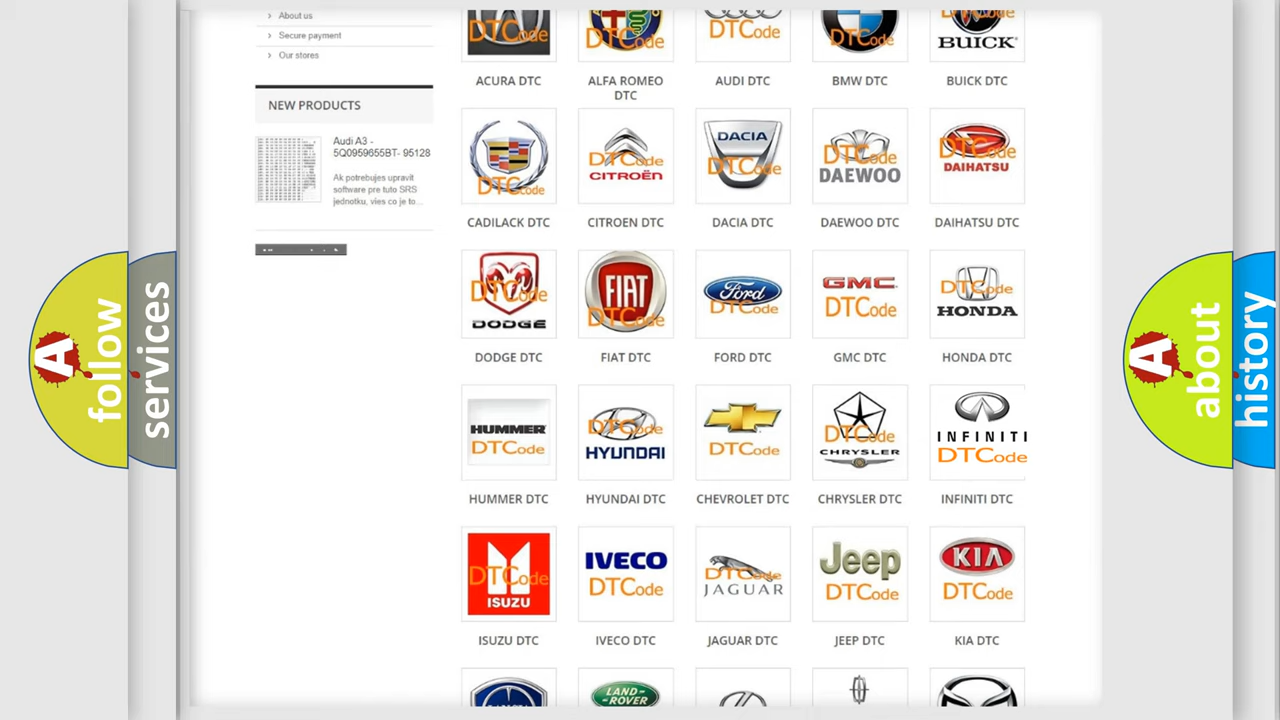 About us
Secure payment
Our stores
NEW PRODUCTS
Audi A3 -
5Q0959655BT- 95128
Ak potrebujes upravit
software pre tuto SRS
jednotku, vies co je to...
DTCode DTCode DTCode DTCode BUICK
ACURA DTC ALFA ROMEO DTC AUDI DTC BMW DTC BUICK DTC
DTCode
DTCode CITROËN
DACIA DTCode
DTCode DAEWOO
DTCode DAIHATSU
CADILACK DTC CITROEN DTC DACIA DTC DAEWOO DTC DAIHATSU DTC
DTCode DODGE
FIAT DTCode
Ford DTCode
GMC DTCode
DTCode HONDA
DODGE DTC FIAT DTC FORD DTC GMC DTC HONDA DTC
HUMMER DTCode
DTCode HYUNDAI
DTCode
DTCode CHRYSLER
INFINITI DTCode
HUMMER DTC HYUNDAI DTC CHEVROLET DTC CHRYSLER DTC INFINITI DTC
DTCode ISUZU
IVECO DTCode
DTCode JAGUAR
Jeep DTCode
KIA DTCode
ISUZU DTC IVECO DTC JAGUAR DTC JEEP DTC KIA DTC
LAND-
ROVER
A follow
services
A about
history